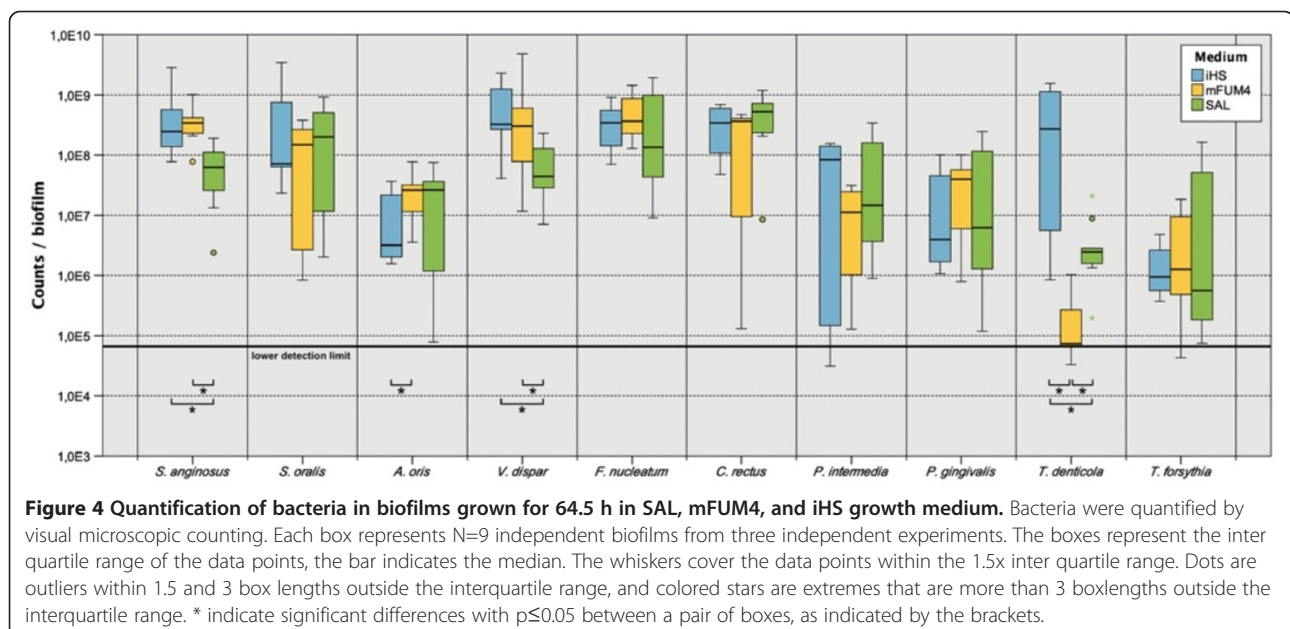 1,0E10
1,0E9
1,0E8
1,0E7
1,0E6
1,0E5
1,0E4
1,0E3
Counts / biofilm
Medium
iHS
mFUM4
SAL
lower detection limit
* * * * * * *
* * *
S. anginosus S. oralis A. oris V. dispar F. nucleatum C. rectus P. intermedia P. gingivalis T. denticola T. forsythia
Figure 4 Quantification of bacteria in biofilms grown for 64.5 h in SAL, mFUM4, and iHS growth medium. Bacteria were quantified by
visual microscopic counting. Each box represents N=9 independent biofilms from three independent experiments. The boxes represent the inter
quartile range of the data points, the bar indicates the median. The whiskers cover the data points within the 1.5x inter quartile range. Dots are
outliers within 1.5 and 3 box lengths outside the interquartile range, and colored stars are extremes that are more than 3 boxlengths outside the
interquartile range. * indicate significant differences with p≤0.05 between a pair of boxes, as indicated by the brackets.